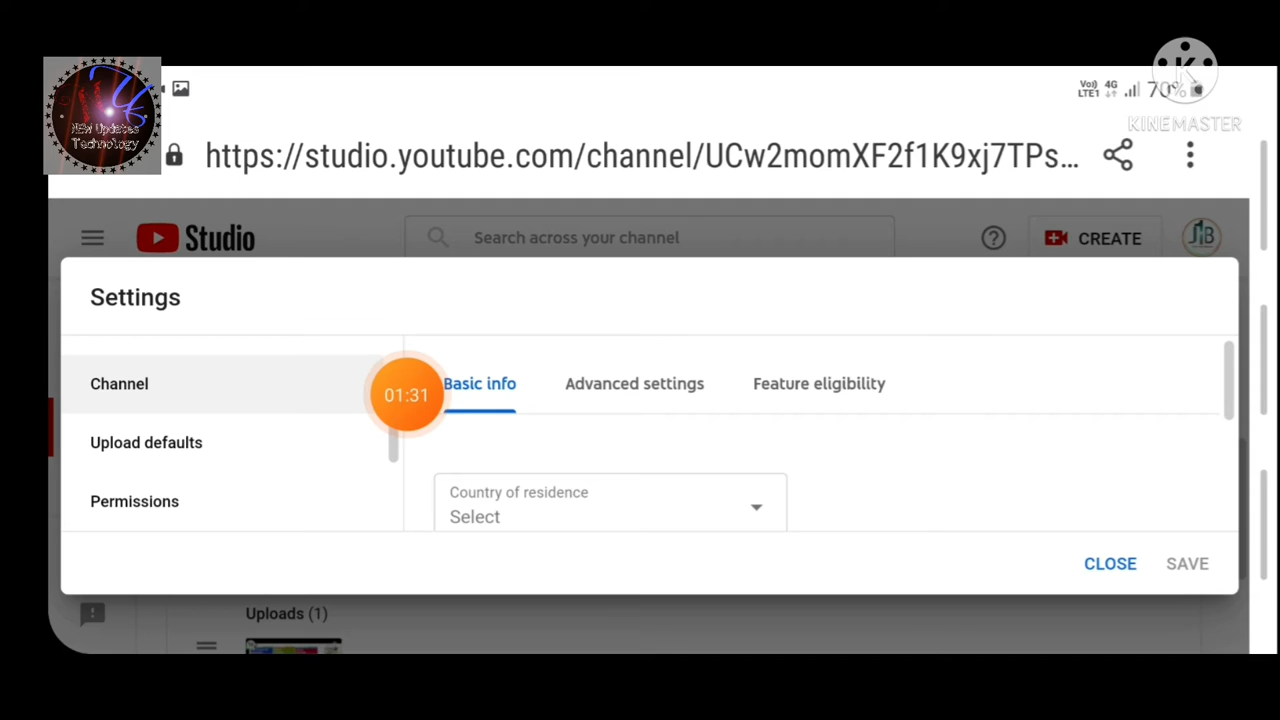 NEW Updates
Technology
Vo))
LTE1
4G
70%
KINEMASTER
https://studio.youtube.com/channel/UCw2momXF2f1K9xj7TPs...
Studio
Search across your channel
CREATE
Settings
Channel
01:31
Basic info
Advanced settings
Feature eligibility
Upload defaults
Permissions
Country of residence
Select
CLOSE
SAVE
Uploads (1)